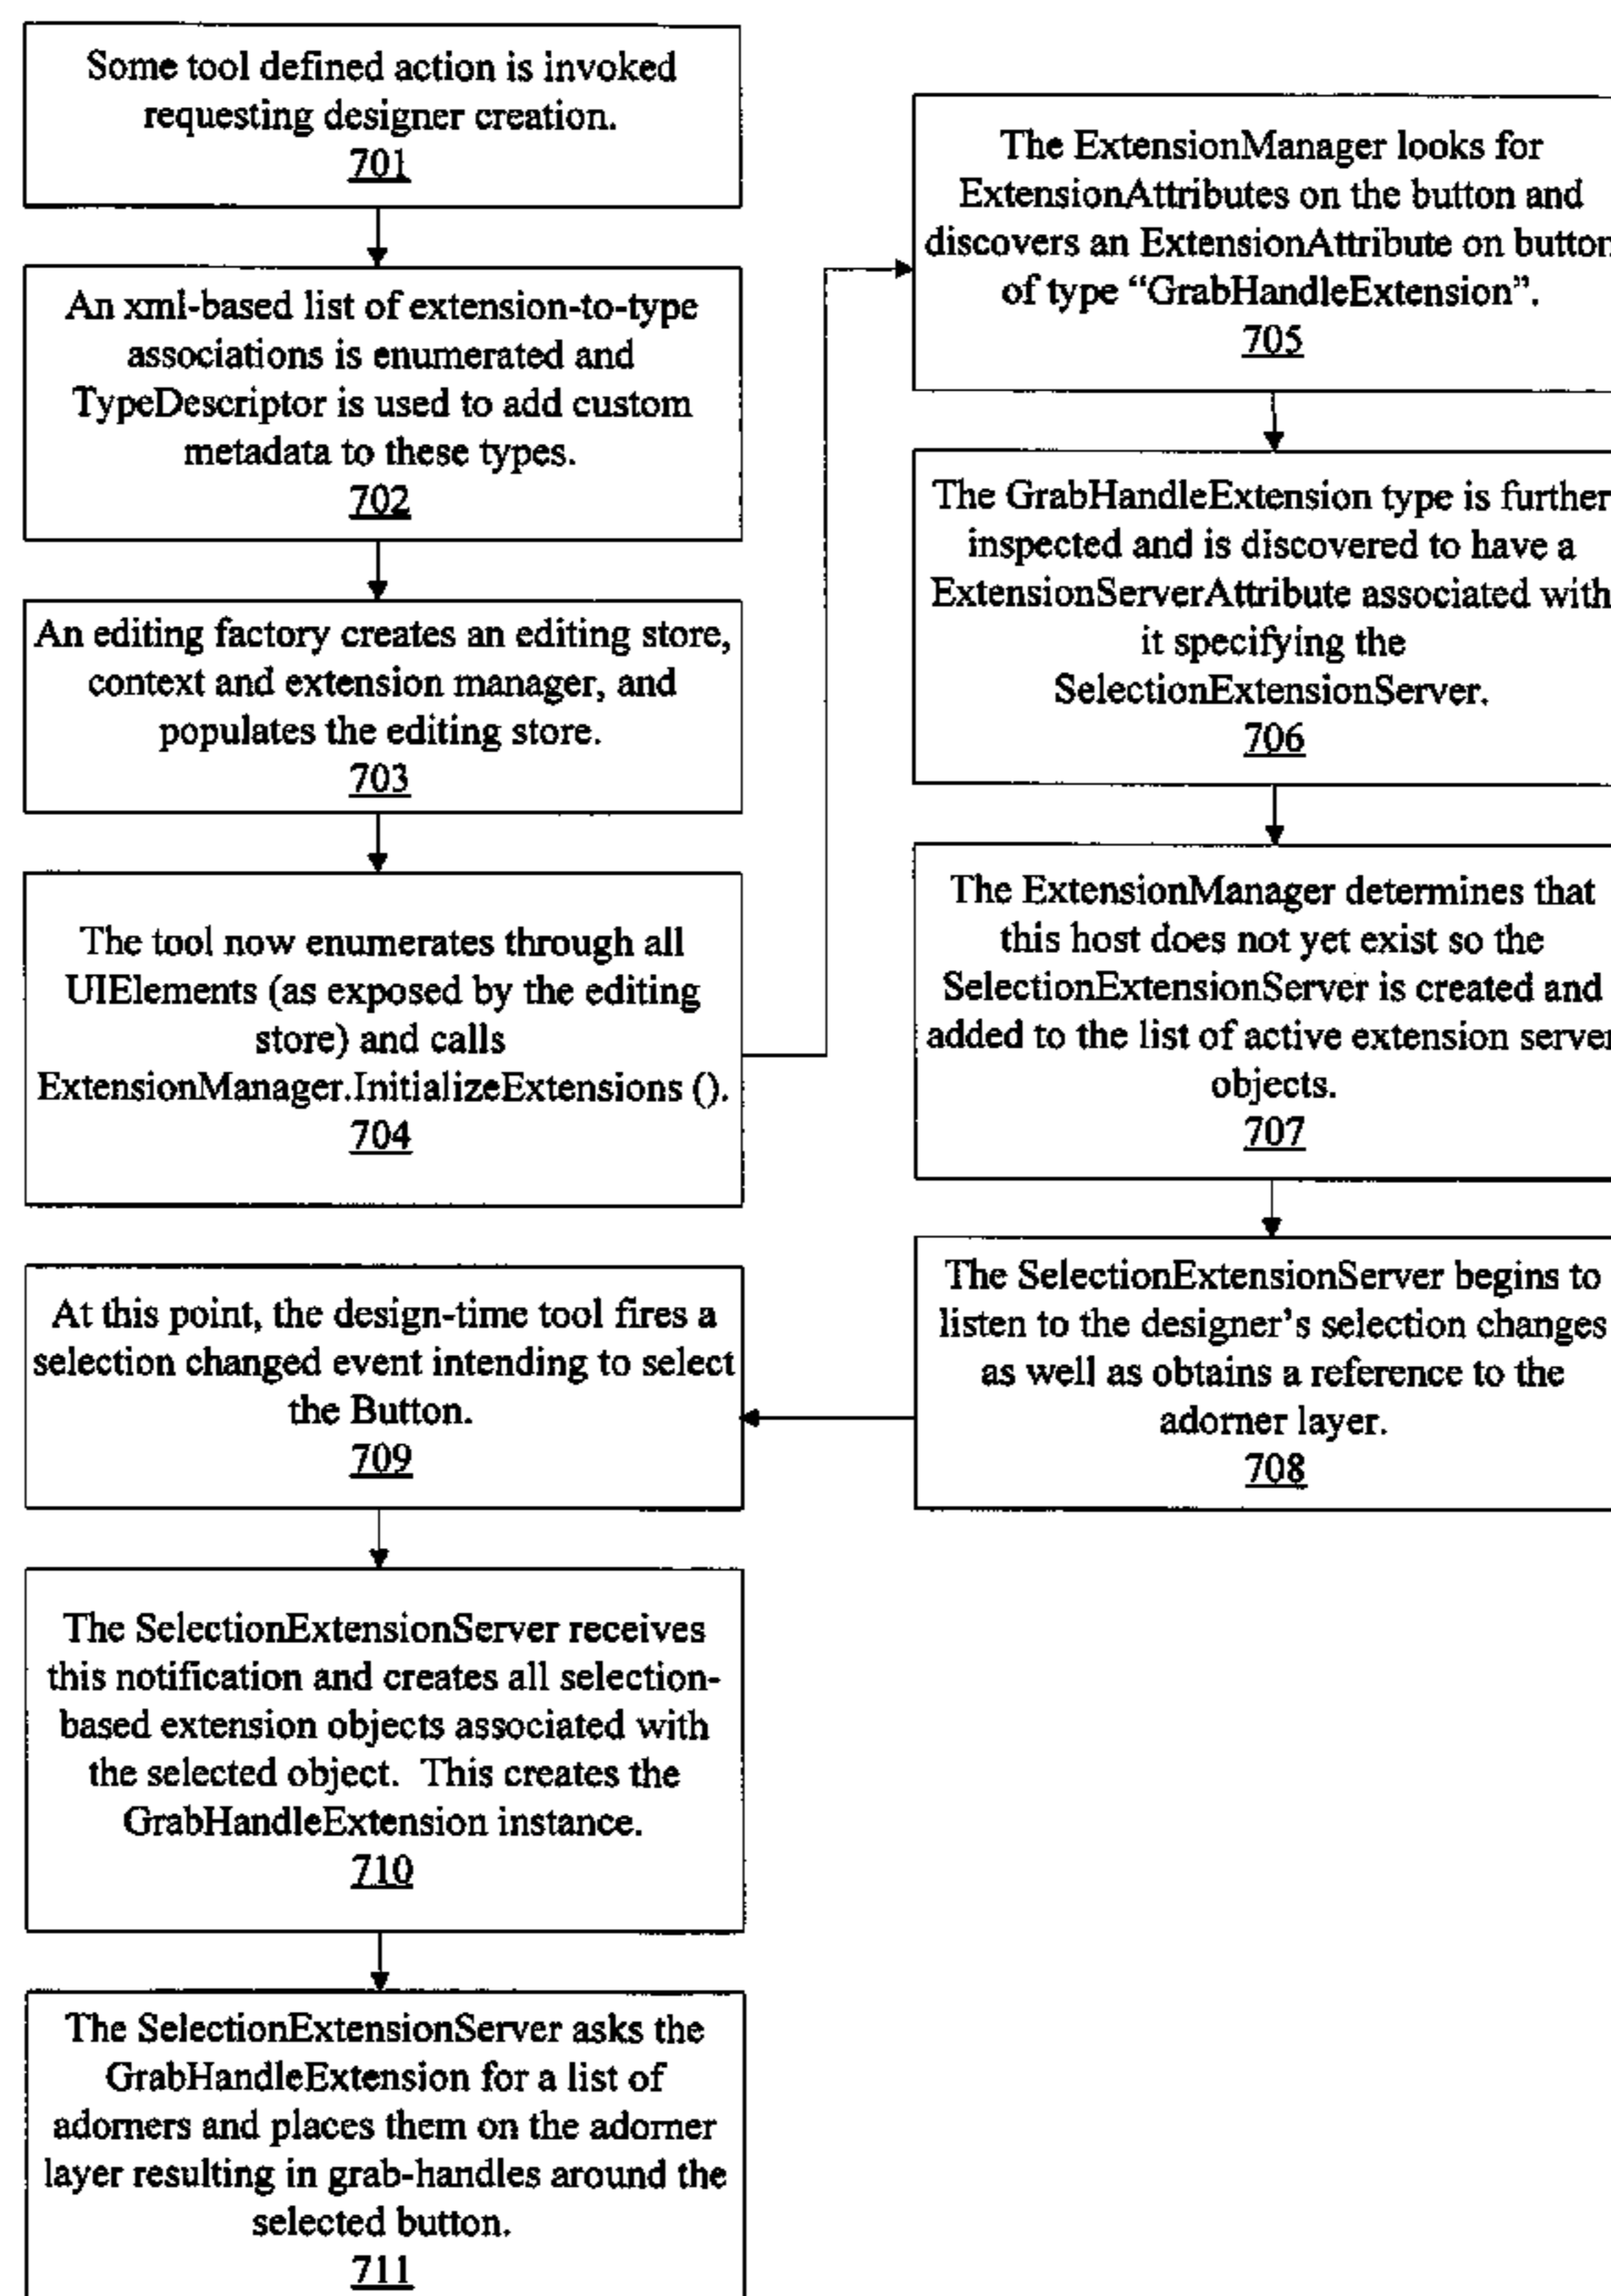 Some tool defined action is invoked
requesting designer creation.
701
An xml-based list of extension-to-type
associations is enumerated and
TypeDescriptor is used to add custom
metadata to these types.
702
An editing factory creates an editing store,
context and extension manager, and
populates the editing store.
703
The tool now enumerates through all
UIElements (as exposed by the editing
store) and calls
ExtensionManager.InitializeExtensions ().
704
The ExtensionManager looks for
ExtensionAttributes on the button and
discovers an ExtensionAttribute on button
of type “GrabHandleExtension”.
705
The GrabHandleExtension type is further
inspected and is discovered to have a
ExtensionServerAttribute associated with
it specifying the
SelectionExtensionServer.
706
The ExtensionManager determines that
this host does not yet exist so the
SelectionExtensionServer is created and
added to the list of active extension server
objects.
707
The SelectionExtensionServer begins to
listen to the designer’s selection changes
as well as obtains a reference to the
adorner layer.
708
At this point, the design-time tool fires a
selection changed event intending to select
the Button.
709
The SelectionExtensionServer receives
this notification and creates all selection-
based extension objects associated with
the selected object. This creates the
GrabHandleExtension instance.
710
The SelectionExtensionServer asks the
GrabHandleExtension for a list of
adorners and places them on the adorner
layer resulting in grab-handles around the
selected button.
711